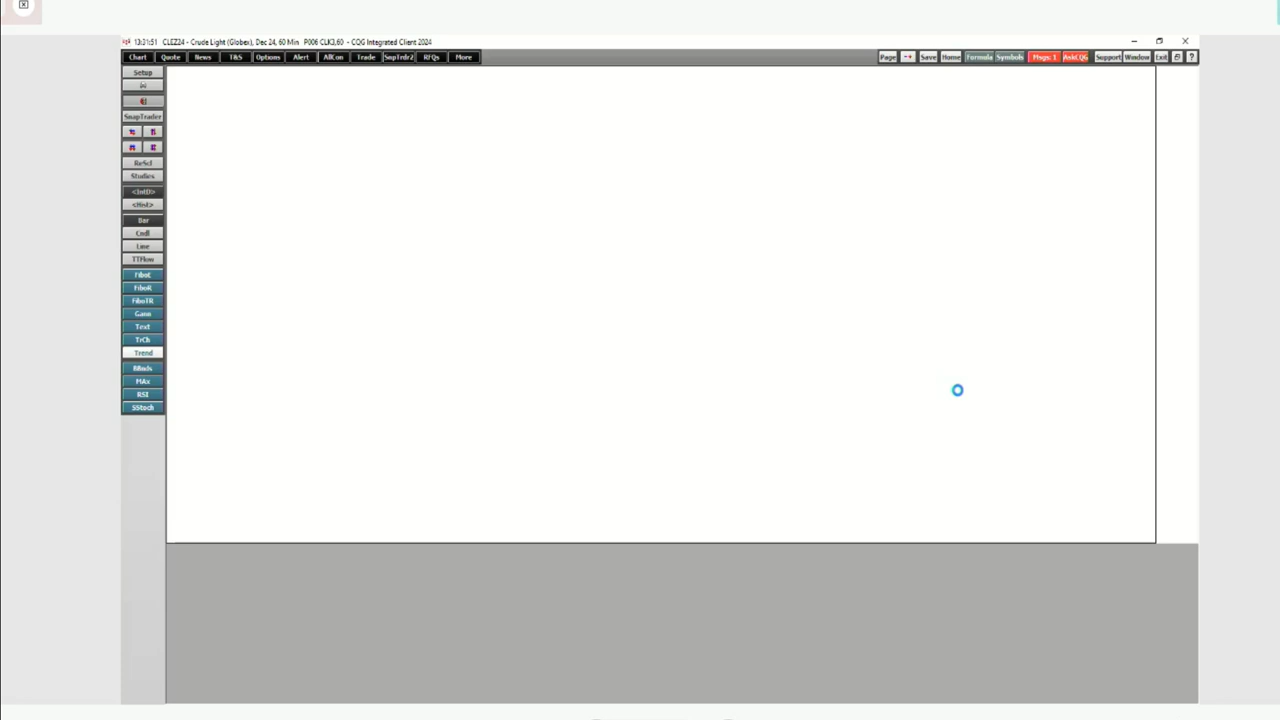 13:31:51 CLEZ24 - Crude Light (Globex), Dec 24, 60 Min P006 CLK3,60 - CQG Integrated Client 2024
Chart Quote News T&S Options Alert AllCon Trade SnpTrdr2 RFQs More Page Save Home Formula Symbols Msgs: 1 AskCQG Support Window Exit ?
Setup
SnapTrader
ReScl
Studies
<IntD>
<Hist>
Bar
Cndl
Line
TTFlow
FiboR
FiboTR
Gann
Text
TrCh
Trend
BBnds
MAx
RSI
SStoch